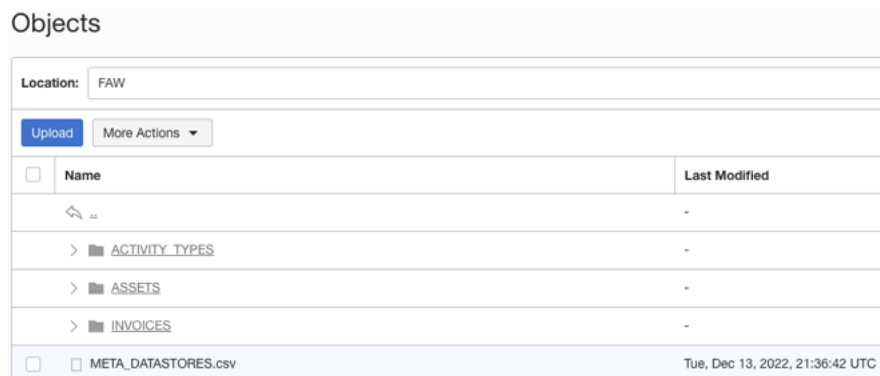 Objects
Location: FAW
Upload More Actions
Name Last Modified
.. -
ACTIVITY_TYPES -
ASSETS -
INVOICES -
META_DATASTORES.csv Tue, Dec 13, 2022, 21:36:42 UTC